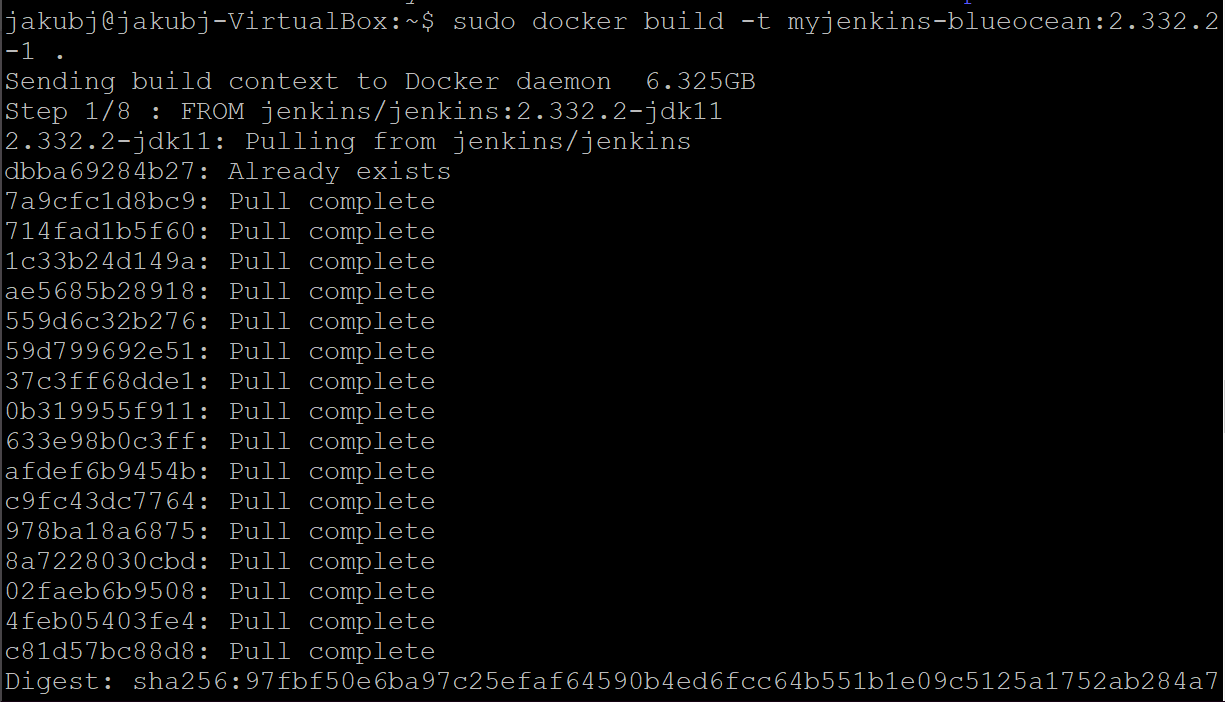 jakubj@jakubj-VirtualBox:~$ sudo docker build -t myjenkins-blueocean:2.332.2
-1 .
Sending build context to Docker daemon  6.325GB
Step 1/8 : FROM jenkins/jenkins:2.332.2-jdk11
2.332.2-jdk11: Pulling from jenkins/jenkins
dbba69284b27: Already exists
7a9cfc1d8bc9: Pull complete
714fad1b5f60: Pull complete
1c33b24d149a: Pull complete
ae5685b28918: Pull complete
559d6c32b276: Pull complete
59d799692e51: Pull complete
37c3ff68dde1: Pull complete
0b319955f911: Pull complete
633e98b0c3ff: Pull complete
afdef6b9454b: Pull complete
c9fc43dc7764: Pull complete
978ba18a6875: Pull complete
8a7228030cbd: Pull complete
02faeb6b9508: Pull complete
4feb05403fe4: Pull complete
c81d57bc88d8: Pull complete
Digest: sha256:97fbf50e6ba97c25efaf64590b4ed6fcc64b551b1e09c5125a1752ab284a7